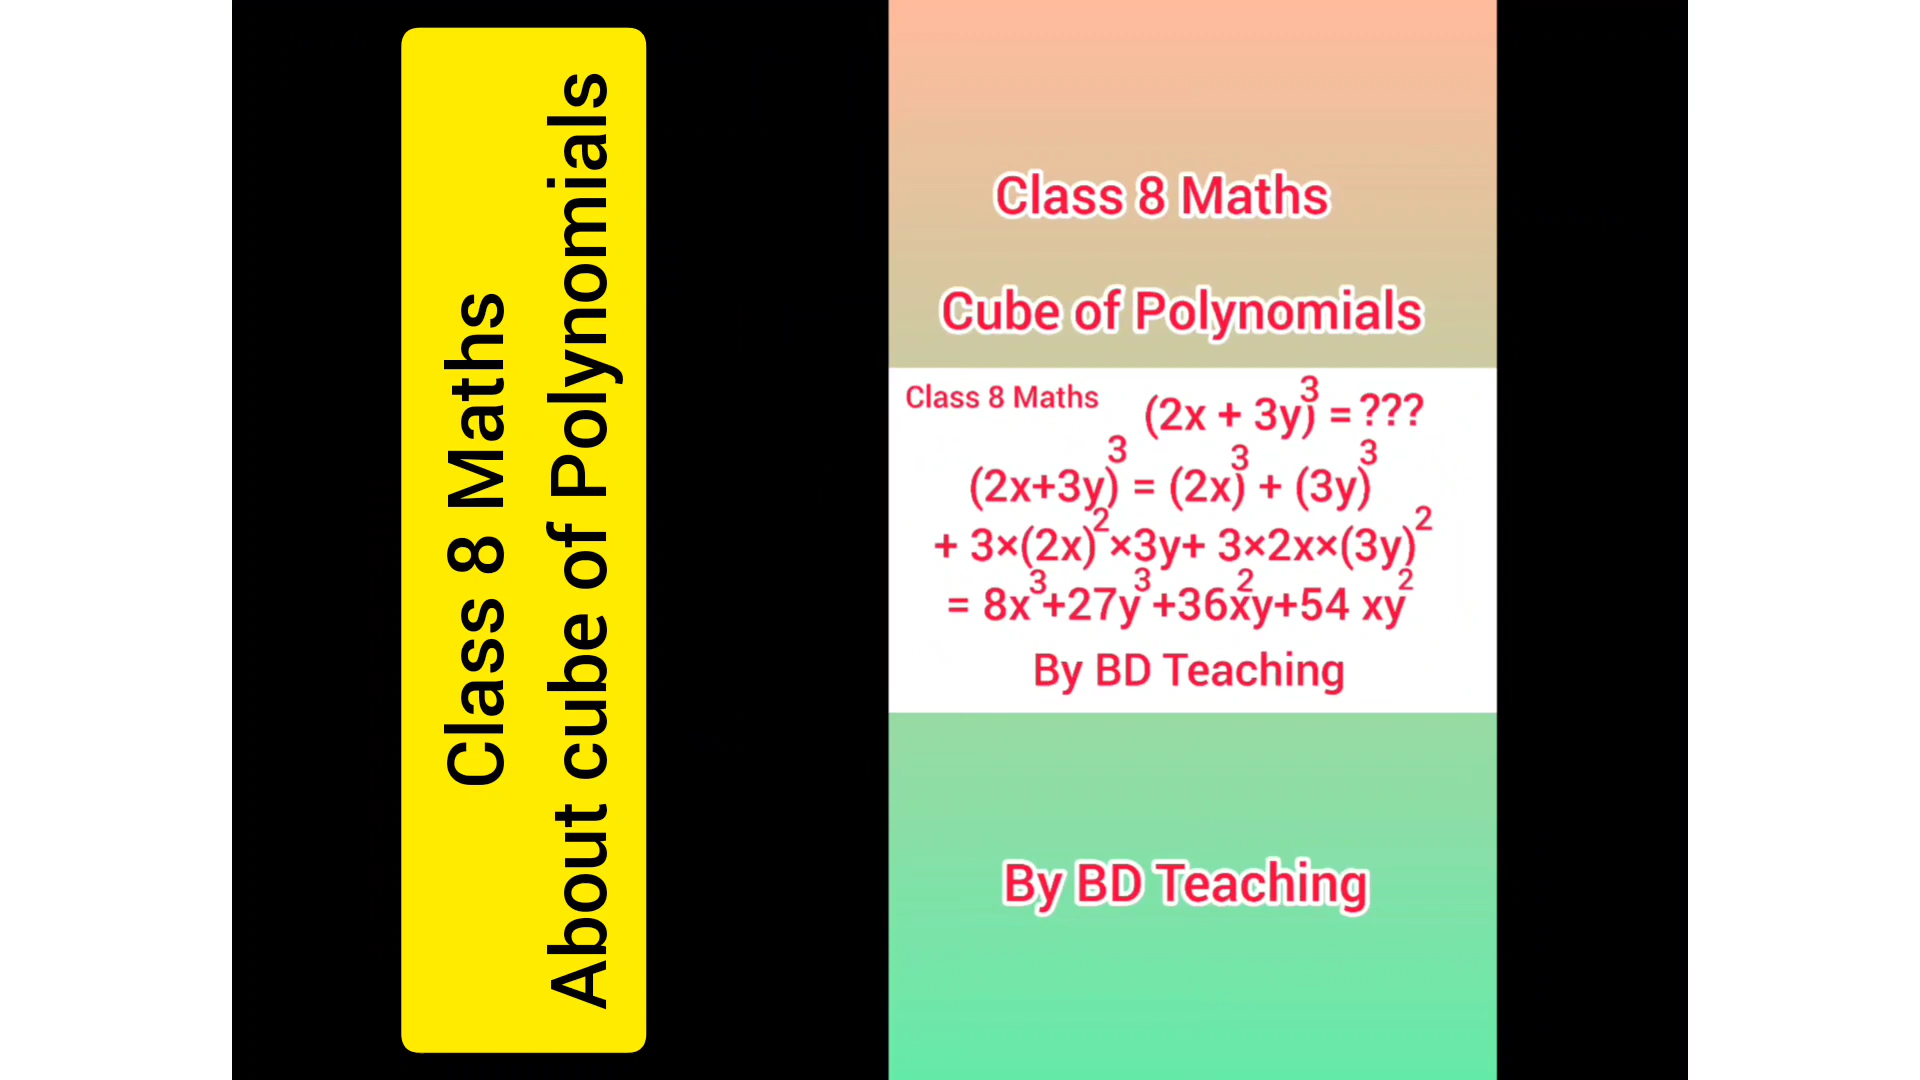 Class 8 Maths
About cube of Polynomials
Class 8 Maths
Cube of Polynomials
Class 8 Maths
(2x + 3y)³ = ???
(2x+3y)³ = (2x)³ + (3y)³
+ 3×(2x)²×3y+ 3×2x×(3y)²
= 8x³+27y³+36x²y+54 xy²
By BD Teaching
By BD Teaching